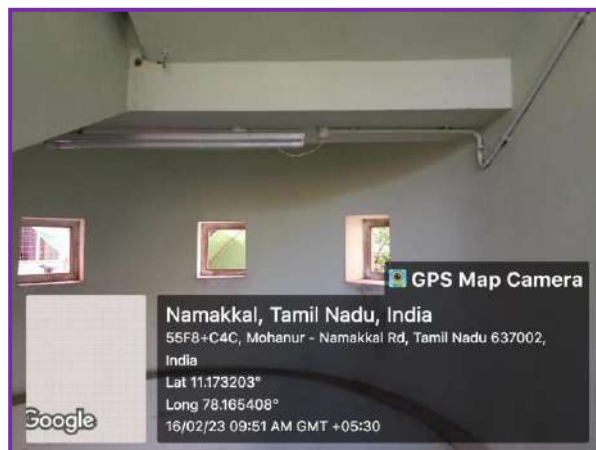 GPS Map Camera
Namakkal, Tamil Nadu, India
55F8+C4C, Mohanur - Namakkal Rd, Tamil Nadu 637002,
India
Lat 11.173203°
Long 78.165408°
16/02/23 09:51 AM GMT +05:30
Google